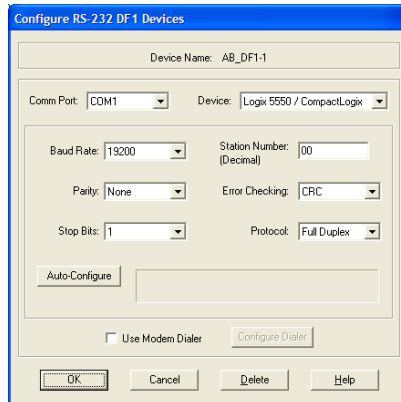 Configure RS-232 DF1 Devices
Device Name: AB_DF1-1
Comm Port: COM1 Device: Logix 5550 / CompactLogix
Baud Rate: 19200 Station Number: 00
(Decimal)
Parity: None Error Checking: CRC
Stop Bits: 1 Protocol: Full Duplex
Auto-Configure
Use Modem Dialer Configure Dialer
OK Cancel Delete Help